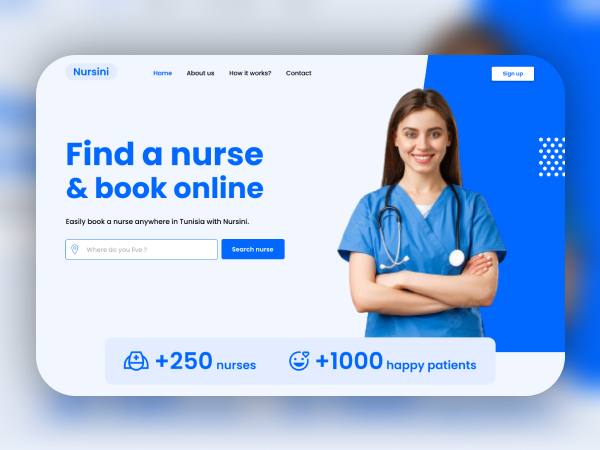 Nursini
Home About us How it works? Contact
Sign up
Find a nurse
& book online
Easily book a nurse anywhere in Tunisia with Nursini.
Where do you live ?
Search nurse
+250 nurses
+1000 happy patients